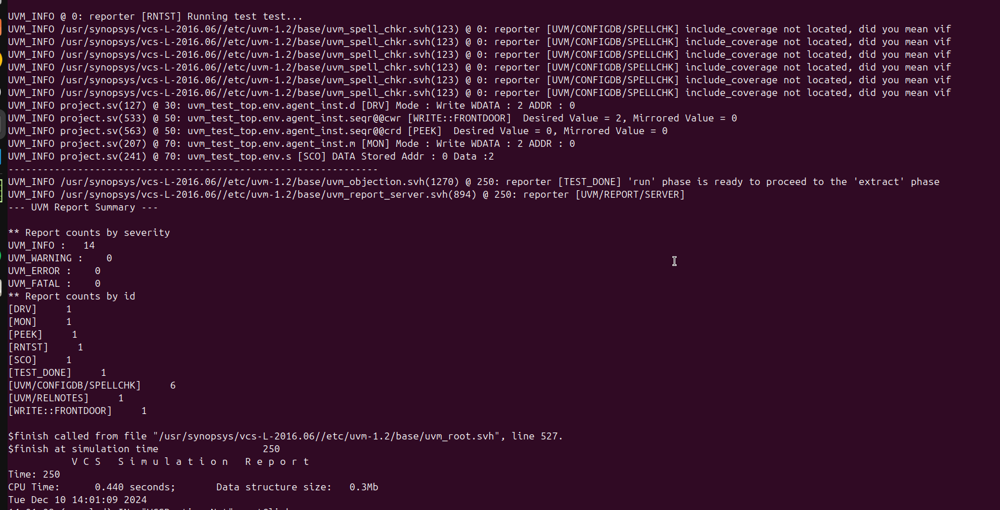 UVM_INFO @ 0: reporter [RNTST] Running test test...
UVM_INFO /usr/synopsys/vcs-L-2016.06//etc/uvm-1.2/base/uvm_spell_chkr.svh(123) @ 0: reporter [UVM/CONFIGDB/SPELLCHK] include_coverage not located, did you mean vif
UVM_INFO /usr/synopsys/vcs-L-2016.06//etc/uvm-1.2/base/uvm_spell_chkr.svh(123) @ 0: reporter [UVM/CONFIGDB/SPELLCHK] include_coverage not located, did you mean vif
UVM_INFO /usr/synopsys/vcs-L-2016.06//etc/uvm-1.2/base/uvm_spell_chkr.svh(123) @ 0: reporter [UVM/CONFIGDB/SPELLCHK] include_coverage not located, did you mean vif
UVM_INFO /usr/synopsys/vcs-L-2016.06//etc/uvm-1.2/base/uvm_spell_chkr.svh(123) @ 0: reporter [UVM/CONFIGDB/SPELLCHK] include_coverage not located, did you mean vif
UVM_INFO /usr/synopsys/vcs-L-2016.06//etc/uvm-1.2/base/uvm_spell_chkr.svh(123) @ 0: reporter [UVM/CONFIGDB/SPELLCHK] include_coverage not located, did you mean vif
UVM_INFO /usr/synopsys/vcs-L-2016.06//etc/uvm-1.2/base/uvm_spell_chkr.svh(123) @ 0: reporter [UVM/CONFIGDB/SPELLCHK] include_coverage not located, did you mean vif
UVM_INFO project.sv(127) @ 30: uvm_test_top.env.agent_inst.d [DRV] Mode : Write WDATA : 2 ADDR : 0
UVM_INFO project.sv(533) @ 50: uvm_test_top.env.agent_inst.seqr@@cwr [WRITE::FRONTDOOR]  Desired Value = 2, Mirrored Value = 0
UVM_INFO project.sv(563) @ 50: uvm_test_top.env.agent_inst.seqr@@crd [PEEK]  Desired Value = 0, Mirrored Value = 0
UVM_INFO project.sv(207) @ 70: uvm_test_top.env.agent_inst.m [MON] Mode : Write WDATA : 2 ADDR : 0
UVM_INFO project.sv(241) @ 70: uvm_test_top.env.s [SCO] DATA Stored Addr : 0 Data :2
----------------------------------------------------------------
UVM_INFO /usr/synopsys/vcs-L-2016.06//etc/uvm-1.2/base/uvm_objection.svh(1270) @ 250: reporter [TEST_DONE] 'run' phase is ready to proceed to the 'extract' phase
UVM_INFO /usr/synopsys/vcs-L-2016.06//etc/uvm-1.2/base/uvm_report_server.svh(894) @ 250: reporter [UVM/REPORT/SERVER]
--- UVM Report Summary ---
** Report counts by severity
UVM_INFO :   14
UVM_WARNING :    0
UVM_ERROR :    0
UVM_FATAL :    0
** Report counts by id
[DRV]     1
[MON]     1
[PEEK]     1
[RNTST]     1
[SCO]     1
[TEST_DONE]     1
[UVM/CONFIGDB/SPELLCHK]     6
[UVM/RELNOTES]     1
[WRITE::FRONTDOOR]     1
$finish called from file "/usr/synopsys/vcs-L-2016.06//etc/uvm-1.2/base/uvm_root.svh", line 527.
$finish at simulation time                  250
V C S   S i m u l a t i o n   R e p o r t
Time: 250
CPU Time:      0.440 seconds;       Data structure size:   0.3Mb
Tue Dec 10 14:01:09 2024